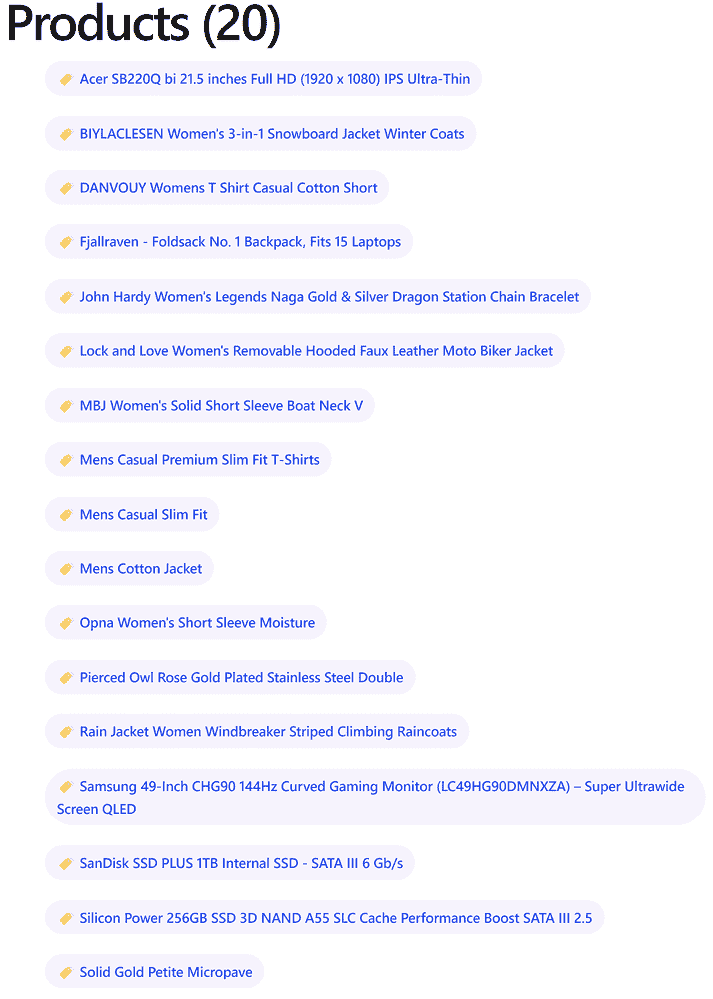 Products (20)
Acer SB220Q bi 21.5 inches Full HD (1920 x 1080) IPS Ultra-Thin
BIYLACLESEN Women's 3-in-1 Snowboard Jacket Winter Coats
DANVOUY Womens T Shirt Casual Cotton Short
Fjallraven - Foldsack No. 1 Backpack, Fits 15 Laptops
John Hardy Women's Legends Naga Gold & Silver Dragon Station Chain Bracelet
Lock and Love Women's Removable Hooded Faux Leather Moto Biker Jacket
MBJ Women's Solid Short Sleeve Boat Neck V
Mens Casual Premium Slim Fit T-Shirts
Mens Casual Slim Fit
Mens Cotton Jacket
Opna Women's Short Sleeve Moisture
Pierced Owl Rose Gold Plated Stainless Steel Double
Rain Jacket Women Windbreaker Striped Climbing Raincoats
Samsung 49-Inch CHG90 144Hz Curved Gaming Monitor (LC49HG90DMNXZA) – Super Ultrawide
Screen QLED
SanDisk SSD PLUS 1TB Internal SSD - SATA III 6 Gb/s
Silicon Power 256GB SSD 3D NAND A55 SLC Cache Performance Boost SATA III 2.5
Solid Gold Petite Micropave